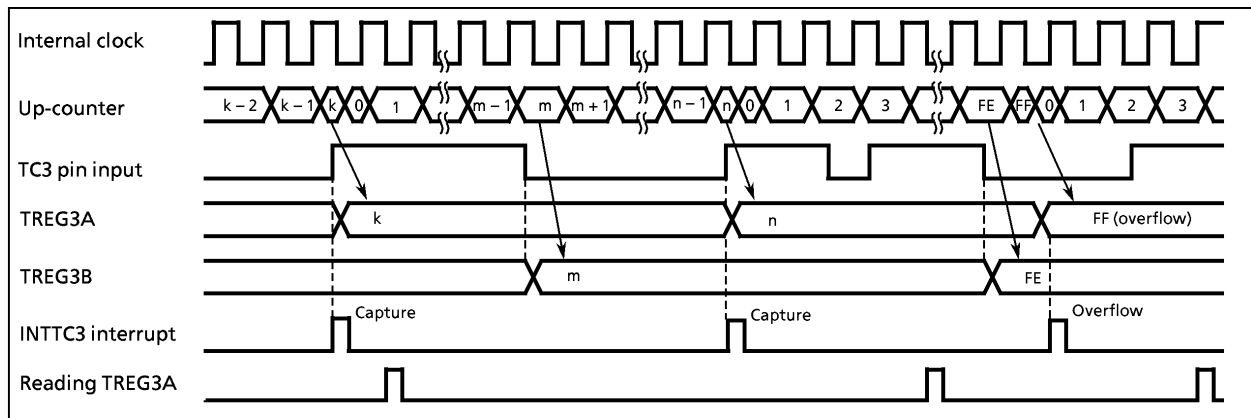 Internal clock
Up-counter k – 2 k – 1 k 0 1 m – 1 m m + 1 n – 1 n 0 1 2 3 FE FF 0 1 2 3
TC3 pin input
TREG3A k n FF (overflow)
TREG3B m FE
Capture Capture Overflow
INTTC3 interrupt
Reading TREG3A